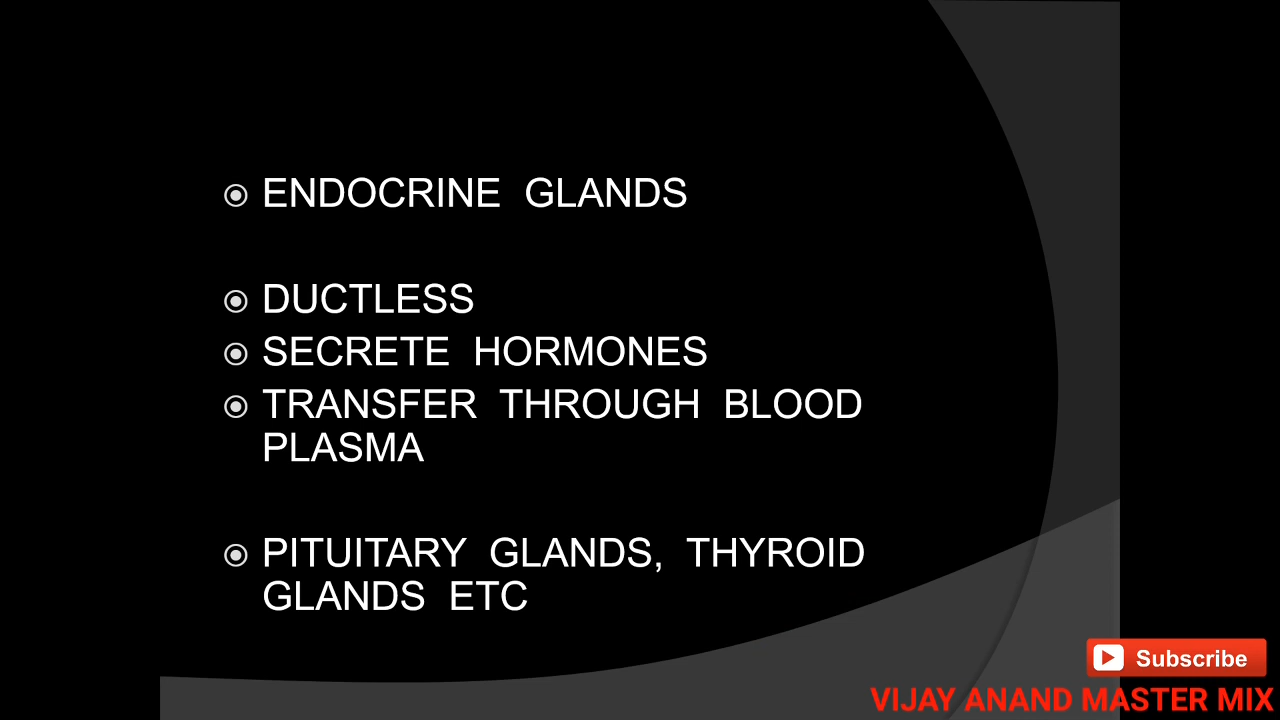 ENDOCRINE GLANDS
DUCTLESS
SECRETE HORMONES
TRANSFER THROUGH BLOOD
PLASMA
PITUITARY GLANDS, THYROID
GLANDS ETC
Subscribe
VIJAY ANAND MASTER MIX